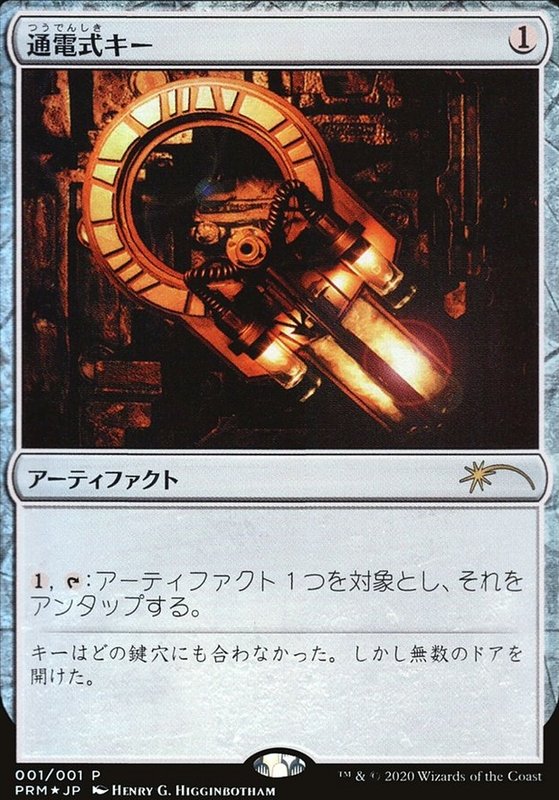 つうでんしき
通電式キー 1
アーティファクト
1, :アーティファクト 1 つを対象とし、それを
アンタップする。
キーはどの鍵穴にも合わなかった。 しかし無数のドアを
開けた。
001/001 P
PRM★JP Henry G. Higginbotham
™ & © 2020 Wizards of the Coast